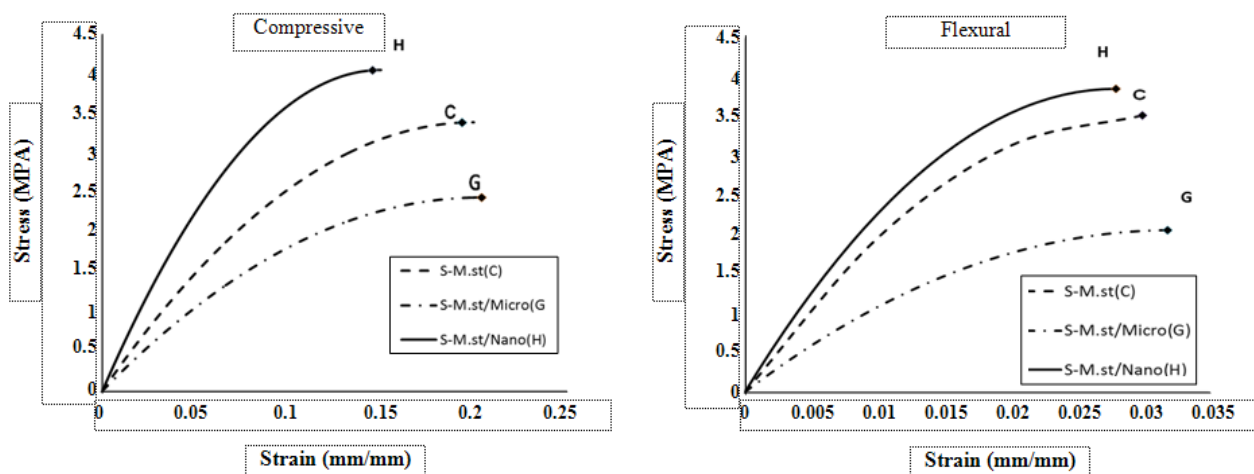 Compressive
Stress (MPA)
4.5
4
3.5
3
2.5
2
1.5
1
0.5
0
H
C
G
S-M.st(C)
S-M.st/Micro(G
S-M.st/Nano(H)
0 0.05 0.1 0.15 0.2 0.25
Strain (mm/mm)
Flexural
Stress (MPA)
4.5
4
3.5
3
2.5
2
1.5
1
0.5
0
H
C
G
S-M.st(C)
S-M.st/Micro(G)
S-M.st/Nano(H)
0 0.005 0.01 0.015 0.02 0.025 0.03 0.035
Strain (mm/mm)